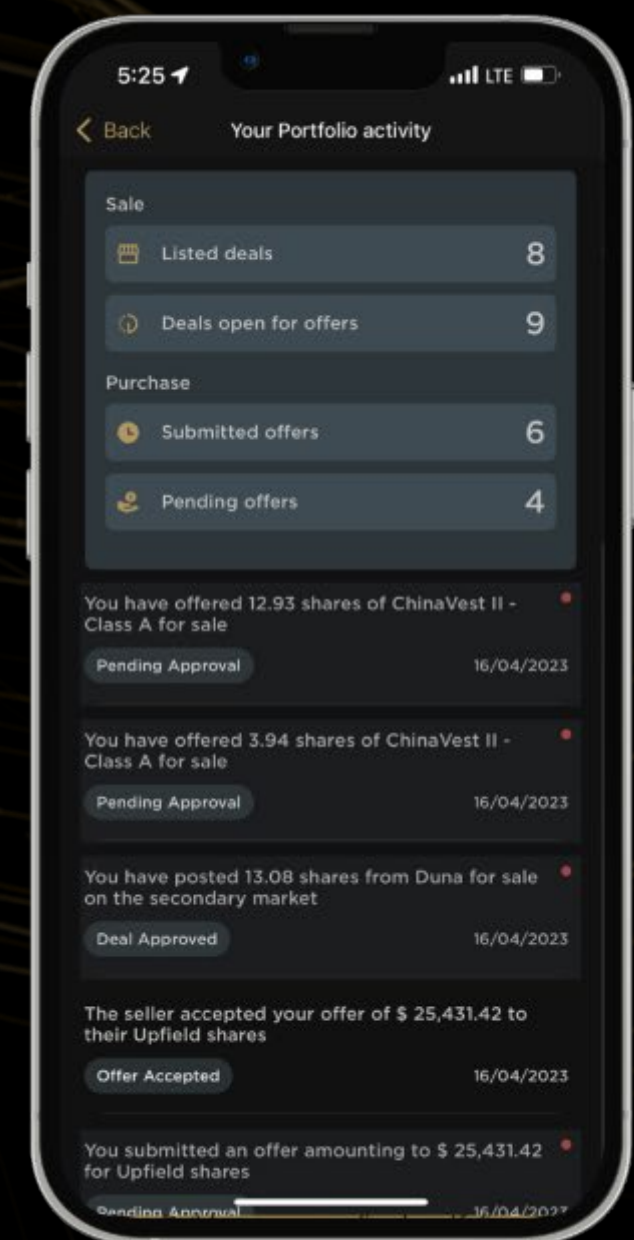 5:25
LTE
Back
Your Portfolio activity
Sale
Listed deals 8
Deals open for offers 9
Purchase
Submitted offers 6
Pending offers 4
You have offered 12.93 shares of ChinaVest II -
Class A for sale
Pending Approval 16/04/2023
You have offered 3.94 shares of ChinaVest II -
Class A for sale
Pending Approval 16/04/2023
You have posted 13.08 shares from Duna for sale
on the secondary market
Deal Approved 16/04/2023
The seller accepted your offer of $ 25,431.42 to
their Upfield shares
Offer Accepted 16/04/2023
You submitted an offer amounting to $ 25,431.42
for Upfield shares
Pending Approval 16/04/2023